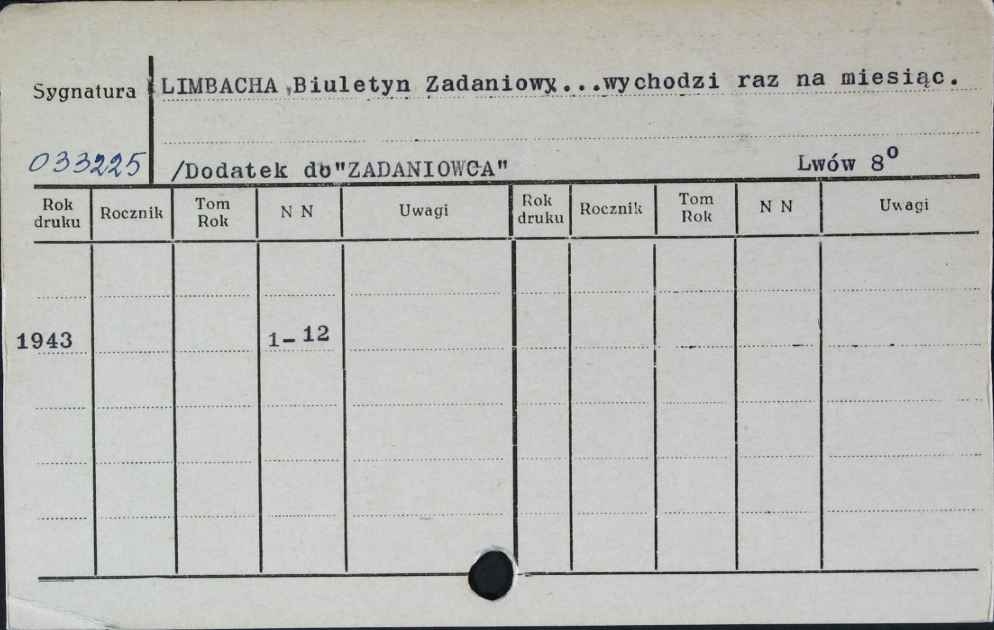 Sygnatura LIMBACHA,Biuletyn Zadaniowy...wychodzi raz na miesiąc.
033225 /Dodatek do"ZADANIOWCA" Lwów 8⁰
Rok druku Rocznik Tom Rok N N Uwagi Rok druku Rocznik Tom Rok N N Uwagi
1943 1-12